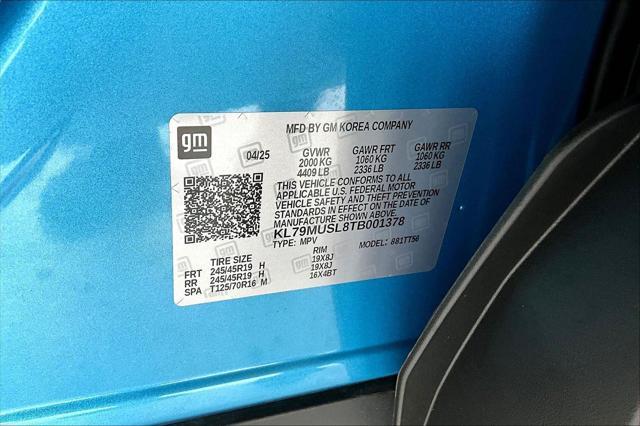 gm
MFD BY GM KOREA COMPANY
04/25 GVWR GAWR FRT GAWR RR
2000 KG 1060 KG 1060 KG
4409 LB 2336 LB 2336 LB
THIS VEHICLE CONFORMS TO ALL
APPLICABLE U.S. FEDERAL MOTOR
VEHICLE SAFETY AND THEFT PREVENTION
STANDARDS IN EFFECT ON THE DATE OF
MANUFACTURE SHOWN ABOVE.
KL79MUSL8TB001378
TYPE: MPV MODEL: 881TT56
TIRE SIZE RIM
FRT 245/45R19 H 19X8J
RR 245/45R19 H 19X8J
SPA T125/70R16 M 16X4BT